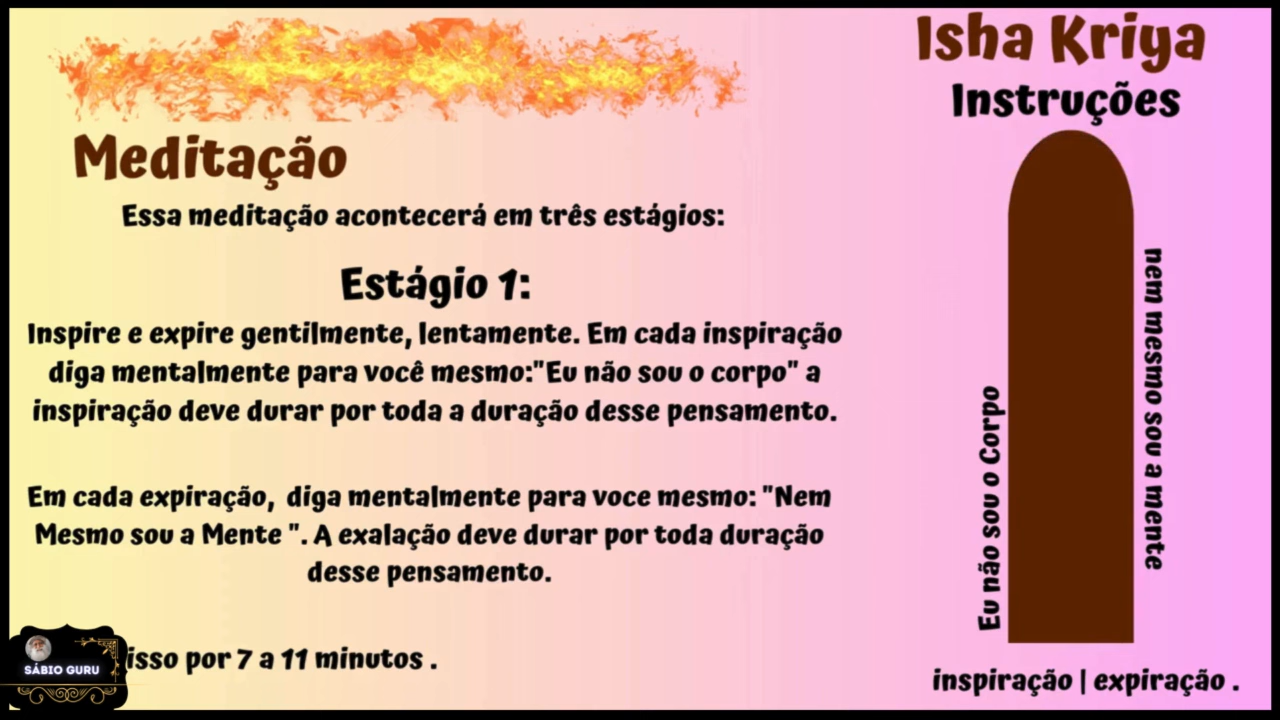 Isha Kriya
Instruções
Meditação
Essa meditação acontecerá em três estágios:
Estágio 1:
Inspire e expire gentilmente, lentamente. Em cada inspiração
diga mentalmente para você mesmo:"Eu não sou o corpo" a
inspiração deve durar por toda a duração desse pensamento.
Em cada expiração, diga mentalmente para voce mesmo: "Nem
Mesmo sou a Mente ". A exalação deve durar por toda duração
desse pensamento.
isso por 7 a 11 minutos .
SÁBIO GURU
Eu não sou o Corpo
nem mesmo sou a mente
inspiração | expiração .